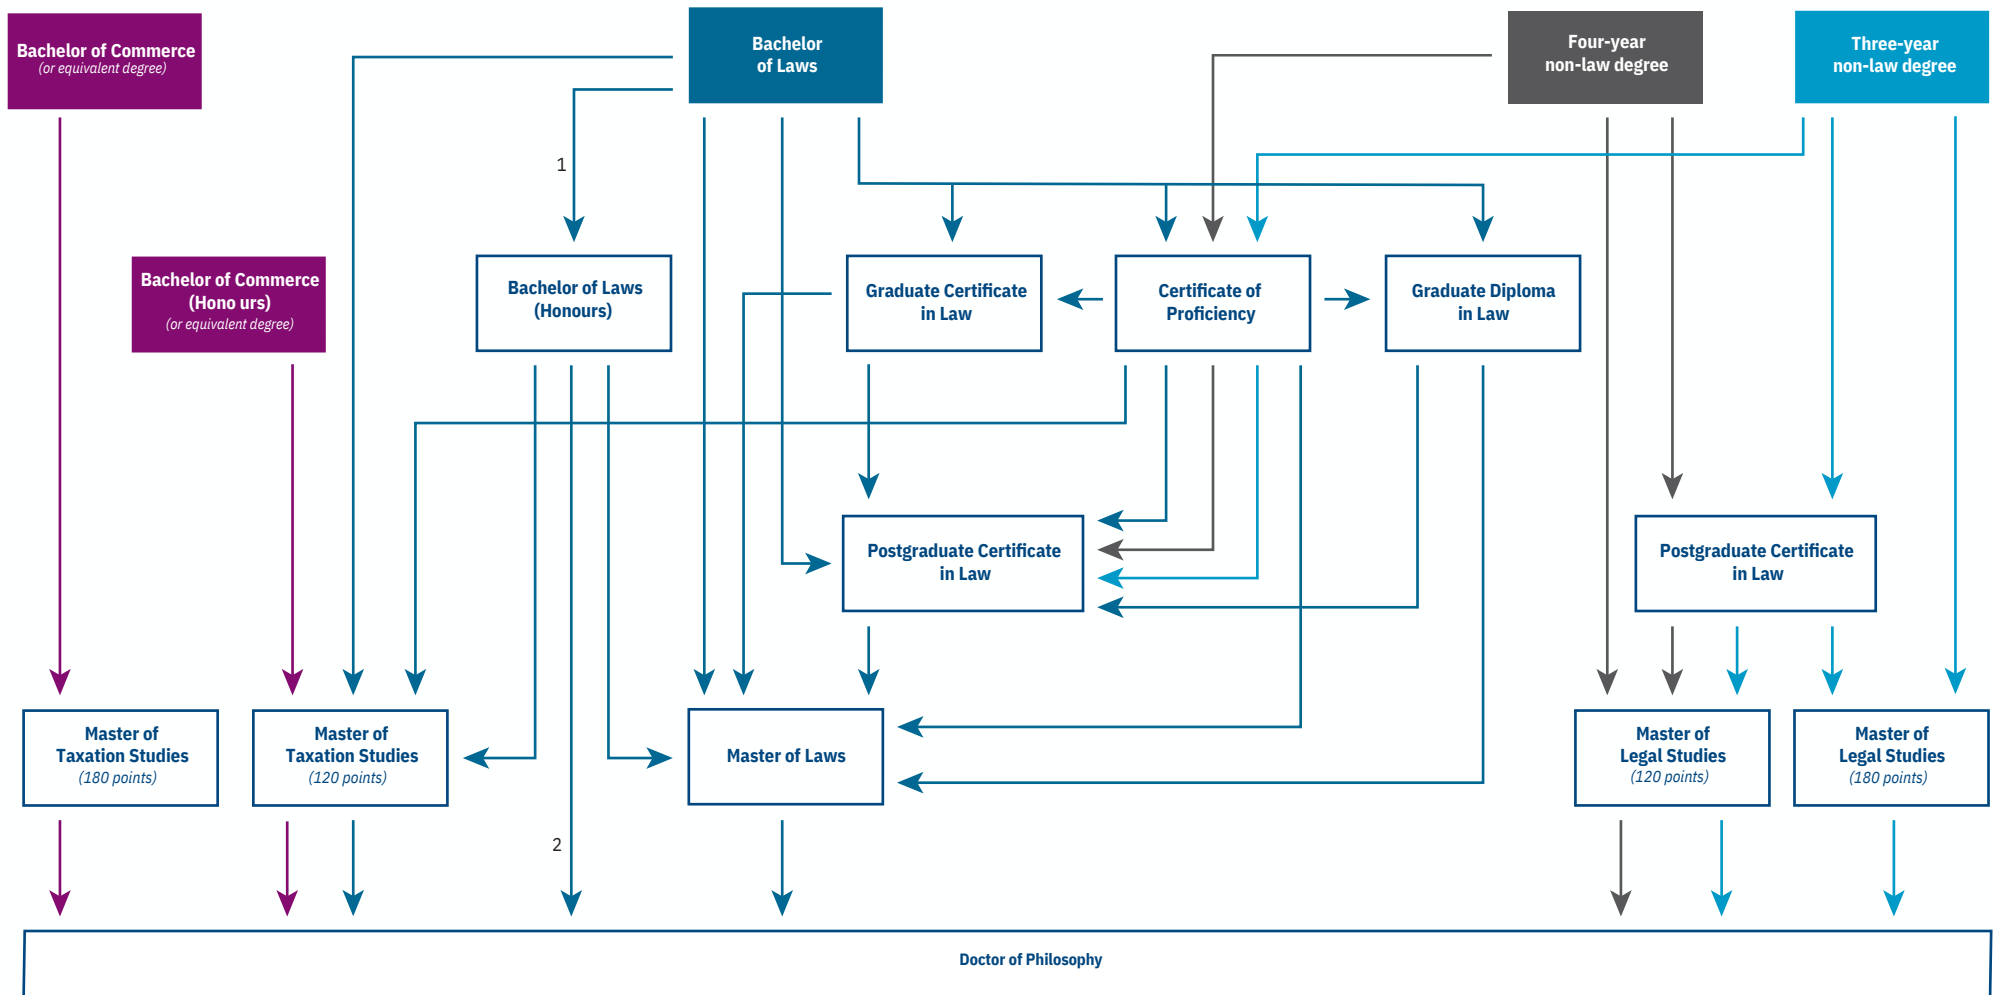 Bachelor of Commerce
(or equivalent degree)
Bachelor
of Laws
Four-year
non-law degree
Three-year
non-law degree
1
Bachelor of Commerce
(Hono urs)
(or equivalent degree)
Bachelor of Laws
(Honours)
Graduate Certificate
in Law
Certificate of
Proficiency
Graduate Diploma
in Law
Postgraduate Certificate
in Law
Postgraduate Certificate
in Law
Master of
Taxation Studies
(180 points)
Master of
Taxation Studies
(120 points)
Master of Laws
Master of
Legal Studies
(120 points)
Master of
Legal Studies
(180 points)
2
Doctor of Philosophy